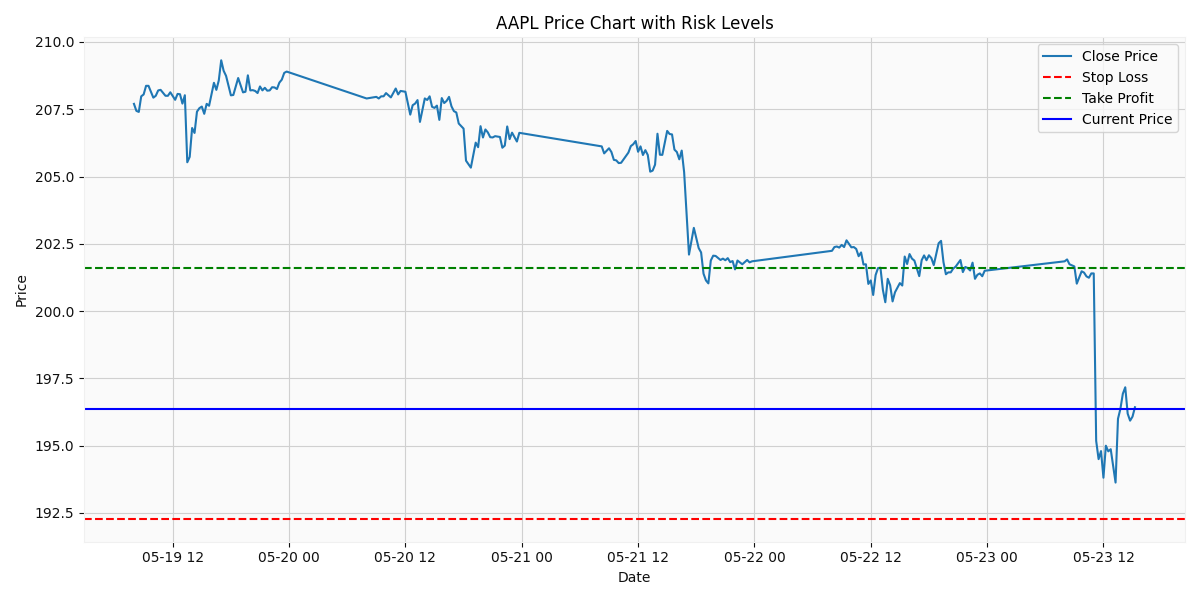 AAPL Price Chart with Risk Levels
Close Price
Stop Loss
Take Profit
Current Price
Price
210.0
207.5
205.0
202.5
200.0
197.5
195.0
192.5
05-19 12
05-20 00
05-20 12
05-21 00
05-21 12
05-22 00
05-22 12
05-23 00
05-23 12
Date